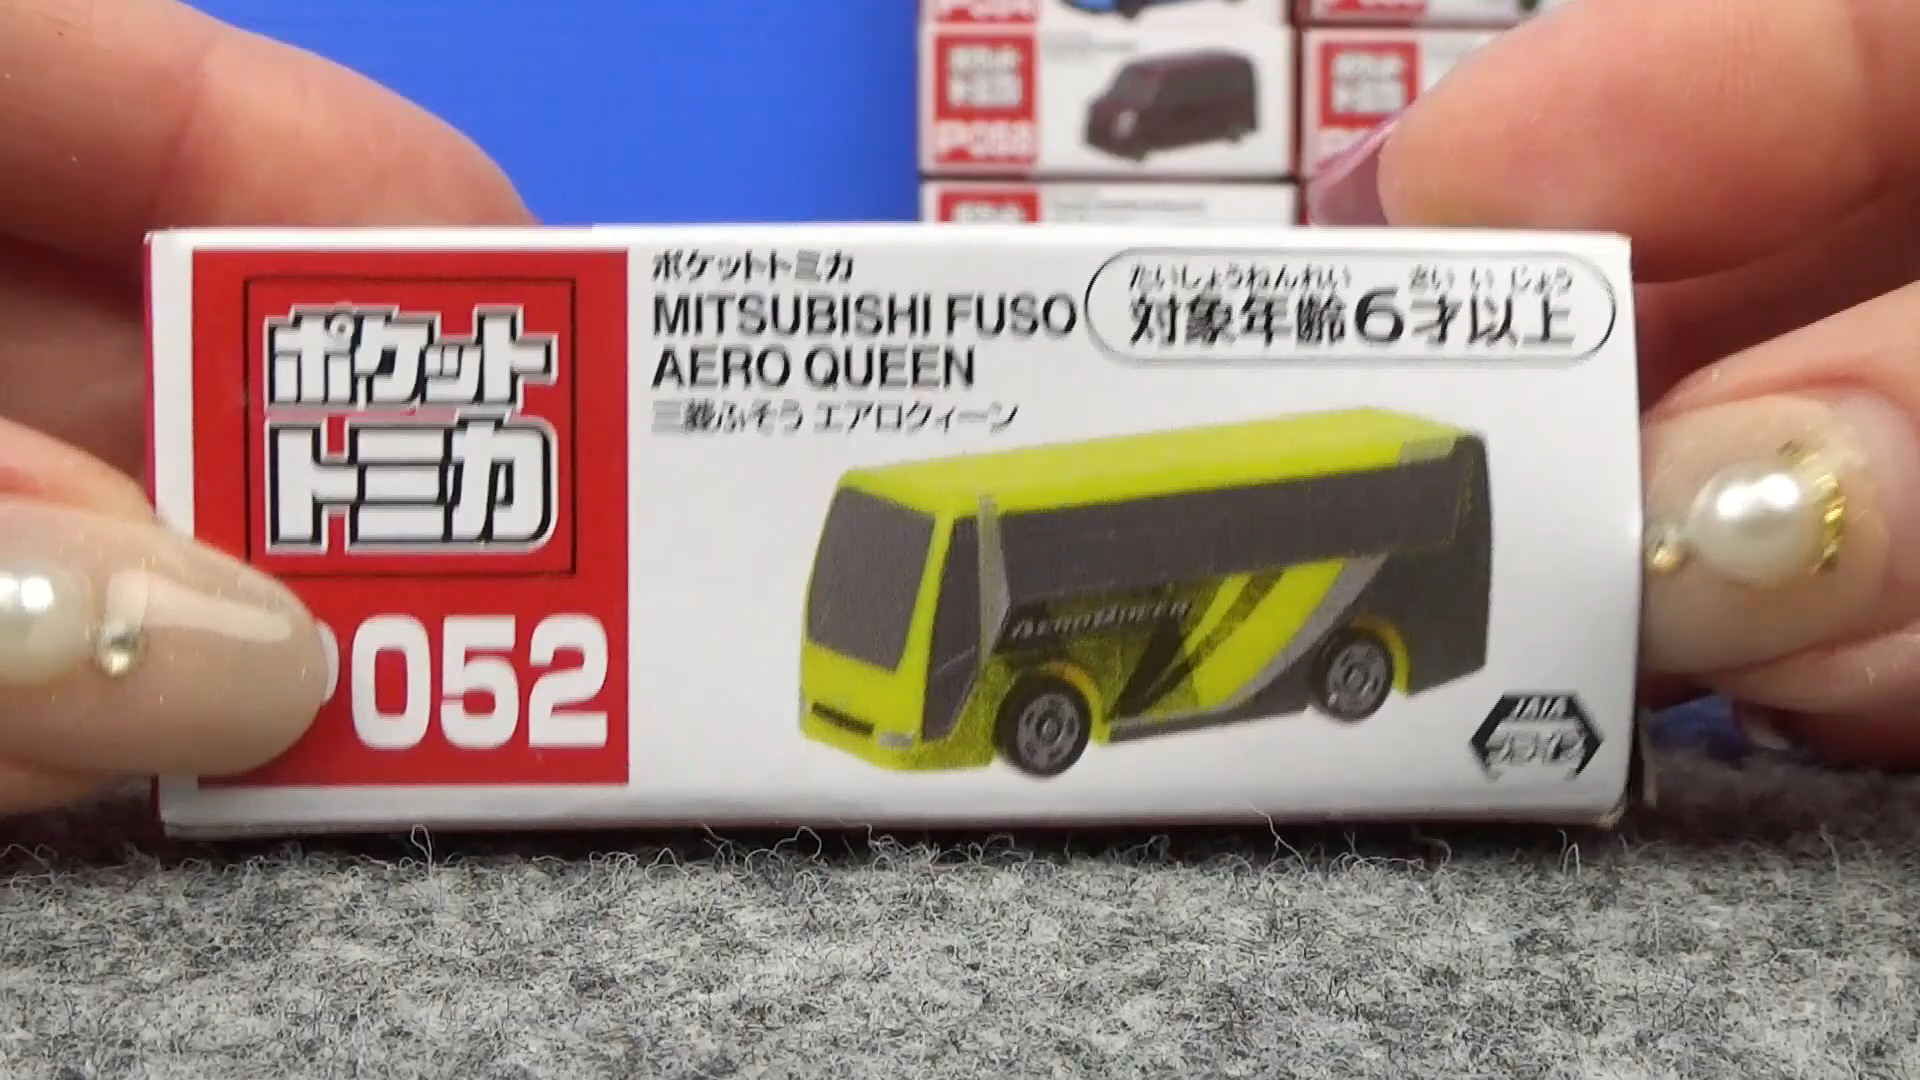 ポケット
トミカ
P052
ポケットトミカ
MITSUBISHI FUSO
AERO QUEEN
三菱ふそう エアロクィーン
たいしょうねんれい さい い じょう
対象年齢6才以上
AERO QUEEN